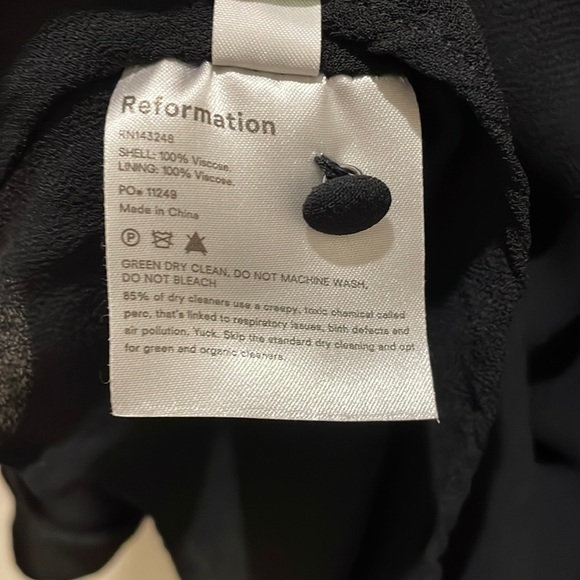 Reformation
RN143248
SHELL: 100% Viscose.
LINING: 100% Viscose.
PO# 11249
Made in China
P
GREEN DRY CLEAN, DO NOT MACHINE WASH,
DO NOT BLEACH
85% of dry cleaners use a creepy, toxic chemical called
perc, that's linked to respiratory issues, birth defects and
air pollution. Yuck. Skip the standard dry cleaning and opt
for green and organic cleaners.